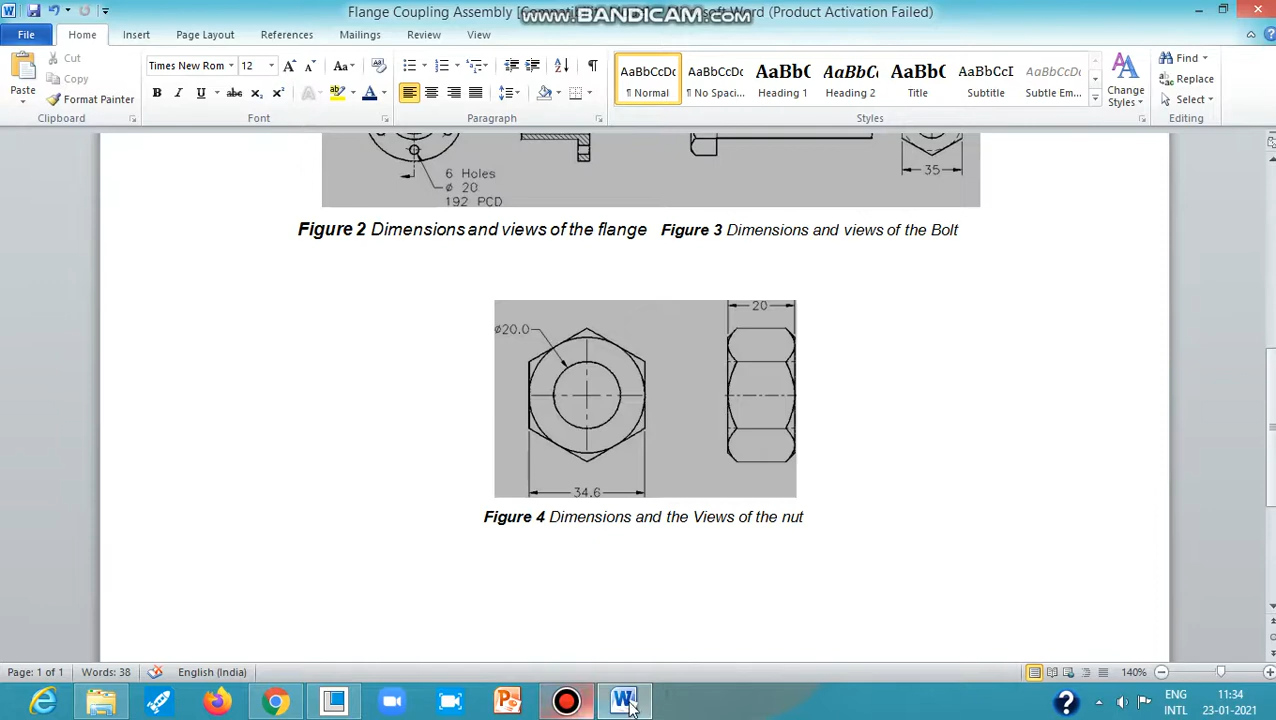 Flange Coupling Assembly [Compa
www.BANDICAM.com
soft Word (Product Activation Failed)
File Home Insert Page Layout References Mailings Review View
Cut
Copy
Format Painter
Paste
Clipboard
Times New Rom 12
Font
Paragraph
AaBbCcDc AaBbCcDc AaBbC AaBbCc AaBbC AaBbCcI AaBbCcDc
¶ Normal ¶ No Spaci... Heading 1 Heading 2 Title Subtitle Subtle Em...
Styles
Change Styles
Find
Replace
Select
Editing
6 Holes
ø 20
192 PCD
35
Figure 2 Dimensions and views of the flange Figure 3 Dimensions and views of the Bolt
ø20.0
20
34.6
Figure 4 Dimensions and the Views of the nut
Page: 1 of 1 Words: 38 English (India) 140%
ENG 11:34
INTL 23-01-2021